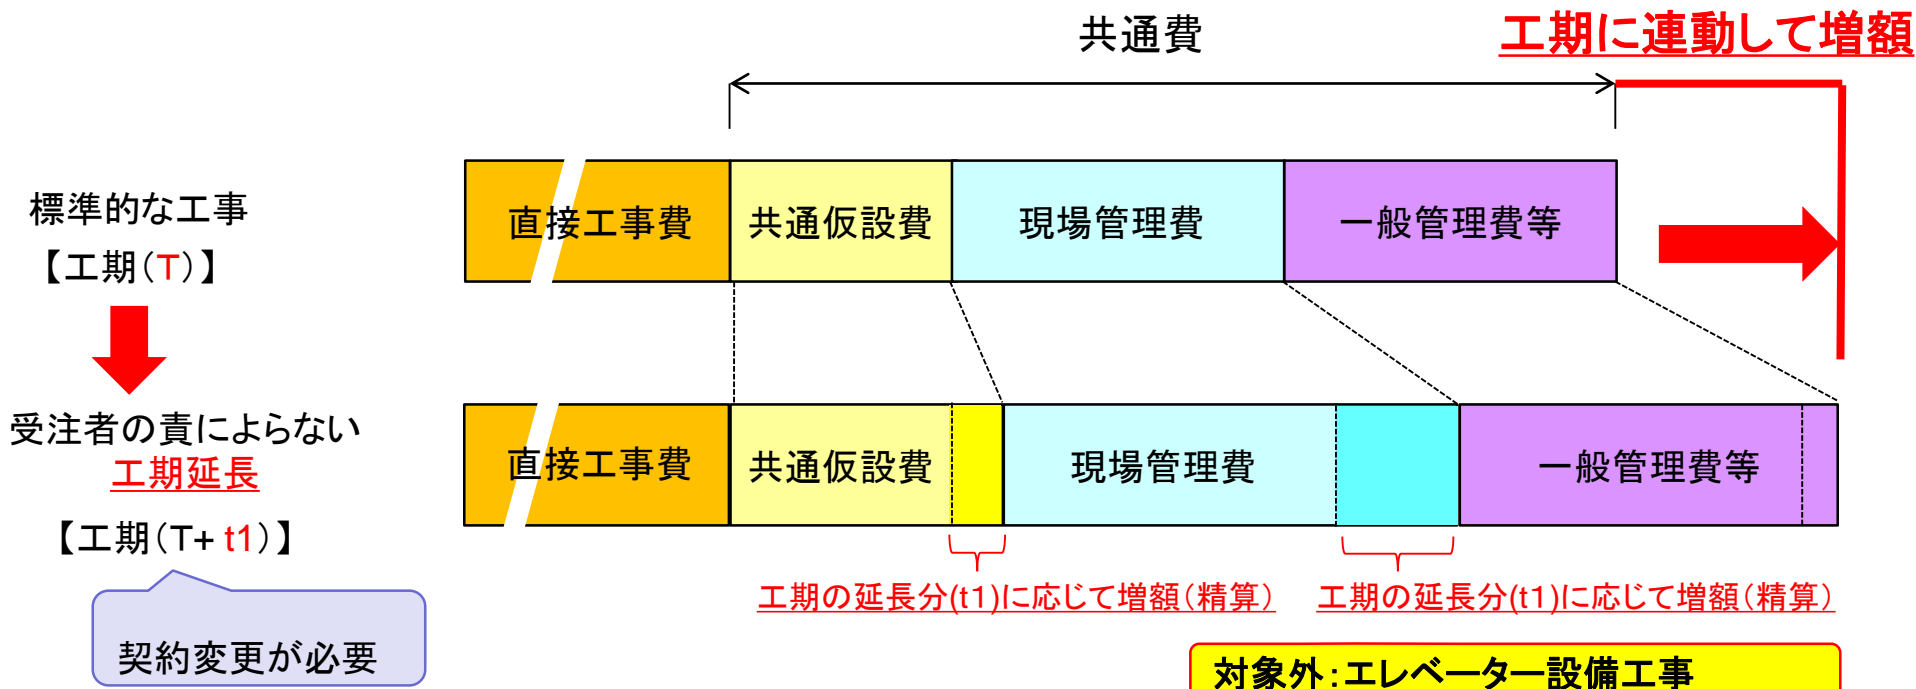 共通費
工期に連動して増額
標準的な工事
【工期(T)】
直接工事費
共通仮設費
現場管理費
一般管理費等
受注者の責によらない
工期延長
【工期(T+ t1)】
契約変更が必要
直接工事費
共通仮設費
現場管理費
一般管理費等
工期の延長分(t1)に応じて増額(精算)
工期の延長分(t1)に応じて増額(精算)
対象外:エレベーター設備工事